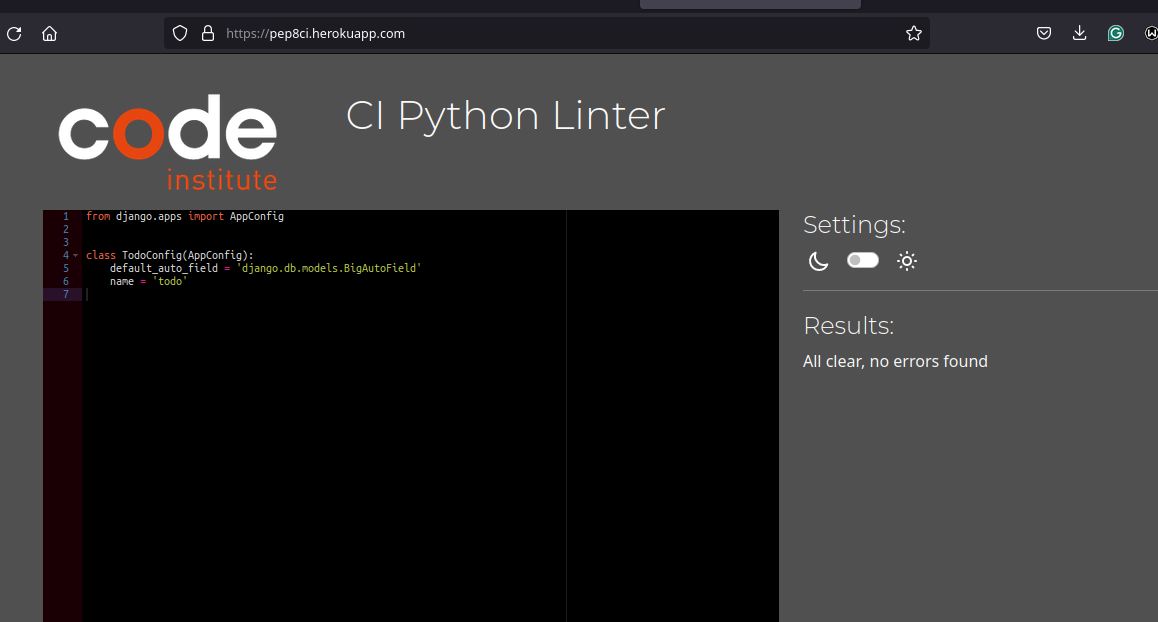 https://pep8ci.herokuapp.com
code
institute
CI Python Linter
1 from django.apps import AppConfig
2
3
4 class TodoConfig(AppConfig):
5     default_auto_field = 'django.db.models.BigAutoField'
6     name = 'todo'
7
Settings:
Results:
All clear, no errors found